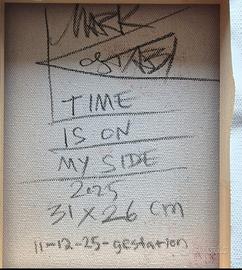 MARK
TIME
IS ON
MY SIDE
2025
31 x 26 cm
11-12-25-gestation